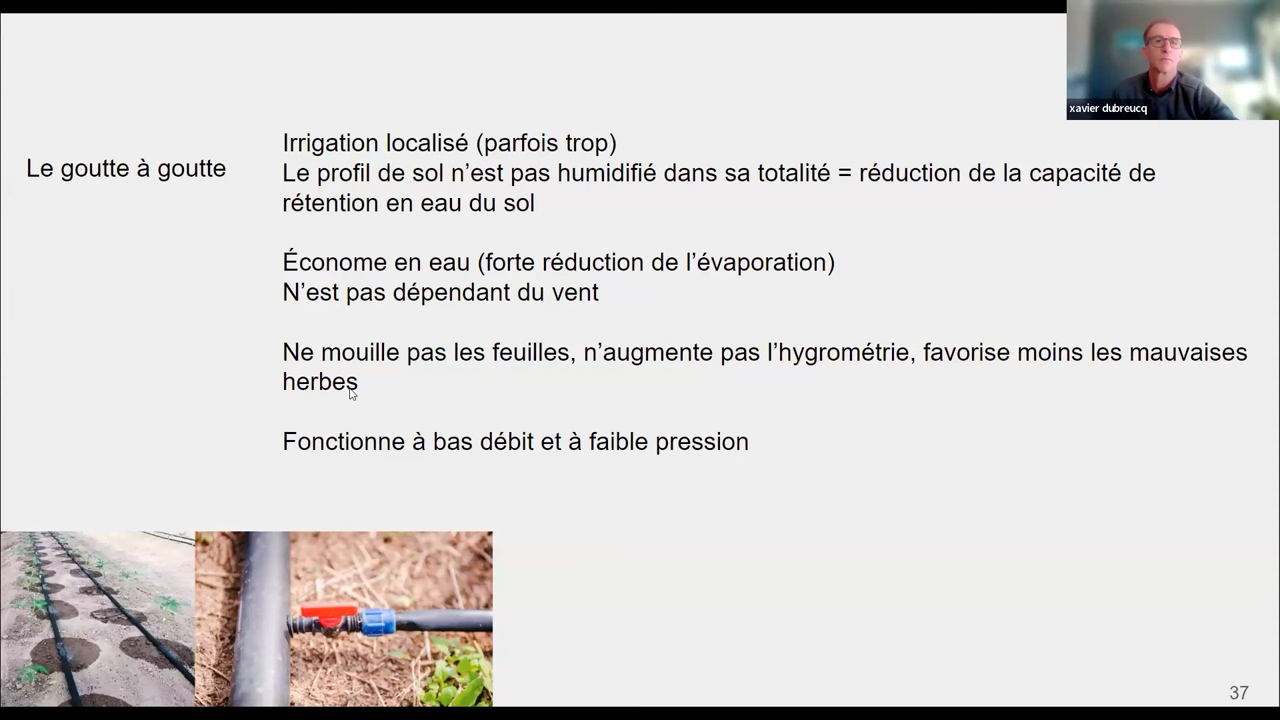 xavier dubreucq
Le goutte à goutte
Irrigation localisé (parfois trop)
Le profil de sol n’est pas humidifié dans sa totalité = réduction de la capacité de
rétention en eau du sol
Économe en eau (forte réduction de l’évaporation)
N’est pas dépendant du vent
Ne mouille pas les feuilles, n’augmente pas l’hygrométrie, favorise moins les mauvaises
herbes
Fonctionne à bas débit et à faible pression
37